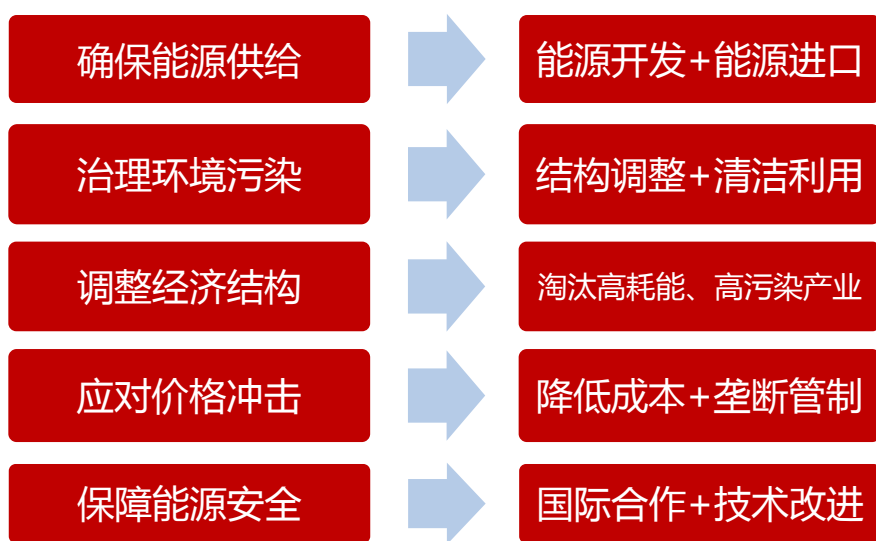 确保能源供给
能源开发+能源进口
治理环境污染
结构调整+清洁利用
调整经济结构
淘汰高耗能、高污染产业
应对价格冲击
降低成本+垄断管制
保障能源安全
国际合作+技术改进